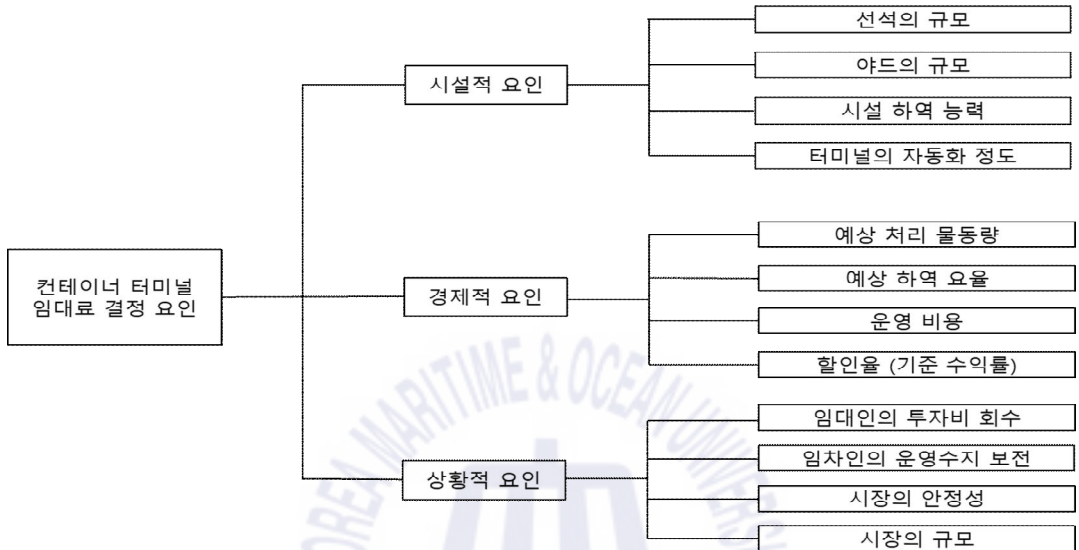 컨테이너 터미널
임대료 결정 요인
시설적 요인
선석의 규모
야드의 규모
시설 하역 능력
터미널의 자동화 정도
경제적 요인
예상 처리 물동량
예상 하역 요율
운영 비용
할인율 (기준 수익률)
상황적 요인
임대인의 투자비 회수
임차인의 운영수지 보전
시장의 안정성
시장의 규모
KOREA MARITIME & OCEAN UNIVERSITY